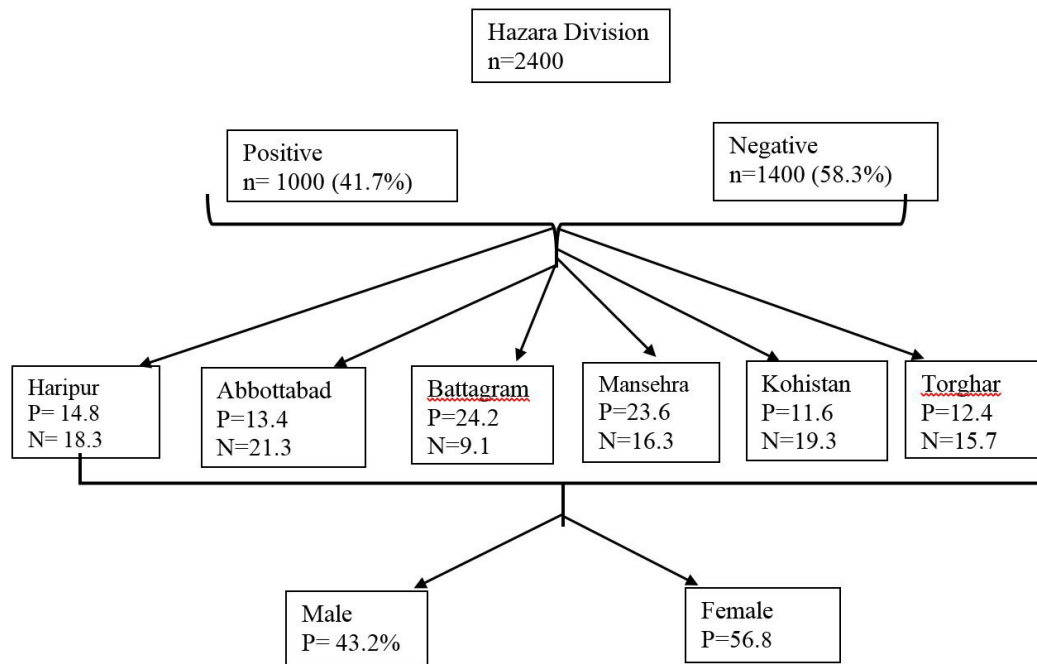 Hazara Division
n=2400
Positive
n= 1000 (41.7%)
Negative
n=1400 (58.3%)
Haripur
P= 14.8
N= 18.3
Abbottabad
P=13.4
N=21.3
Battagram
P=24.2
N=9.1
Mansehra
P=23.6
N=16.3
Kohistan
P=11.6
N=19.3
Torghar
P=12.4
N=15.7
Male
P= 43.2%
Female
P=56.8